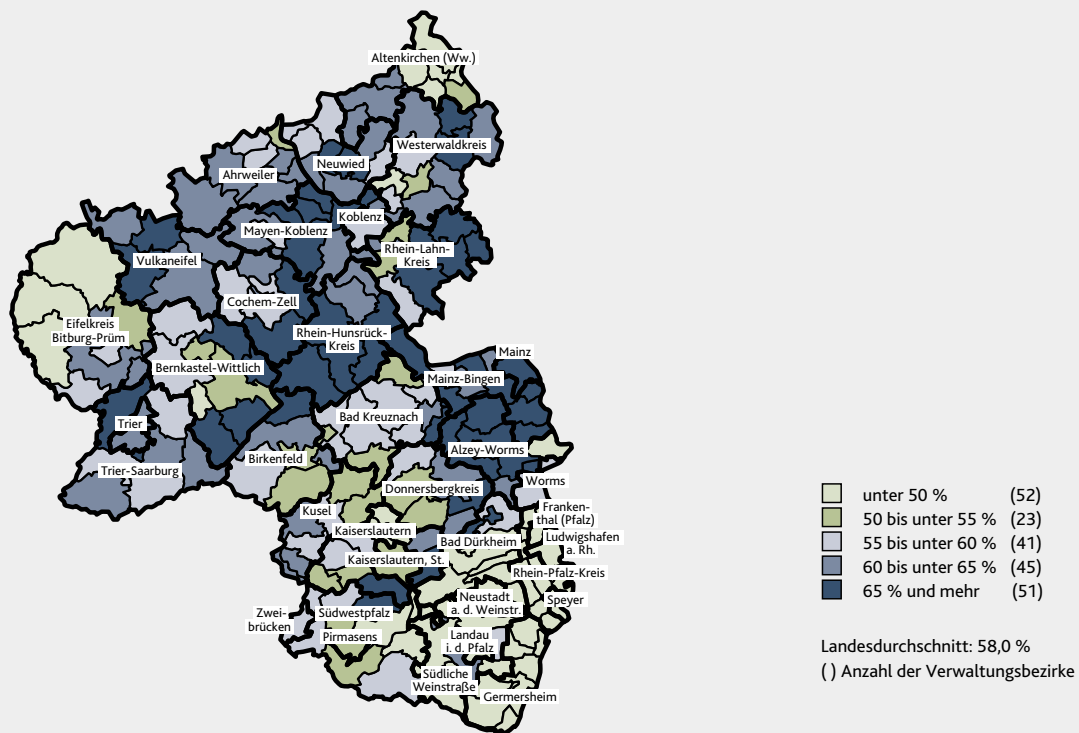 Altenkirchen (Ww.)
Westerwaldkreis
Neuwied
Ahrweiler
Koblenz
Mayen-Koblenz
Rhein-Lahn-
Kreis
Vulkaneifel
Cochem-Zell
Eifelkreis
Bitburg-Prüm
Rhein-Hunsrück-
Kreis
Mainz
Bernkastel-Wittlich
Mainz-Bingen
Bad Kreuznach
Trier
Alzey-Worms
Birkenfeld
Trier-Saarburg
Donnersbergkreis
Worms
Kusel
Franken-
thal (Pfalz)
Kaiserslautern
Bad Dürkheim
Ludwigshafen
a. Rh.
Kaiserslautern, St.
Rhein-Pfalz-Kreis
Neustadt
a. d. Weinstr.
Speyer
Zwei-
brücken
Südwestpfalz
Pirmasens
Landau
i. d. Pfalz
Südliche
Weinstraße
Germersheim
unter 50 % (52)
50 bis unter 55 % (23)
55 bis unter 60 % (41)
60 bis unter 65 % (45)
65 % und mehr (51)
Landesdurchschnitt: 58,0 %
( ) Anzahl der Verwaltungsbezirke